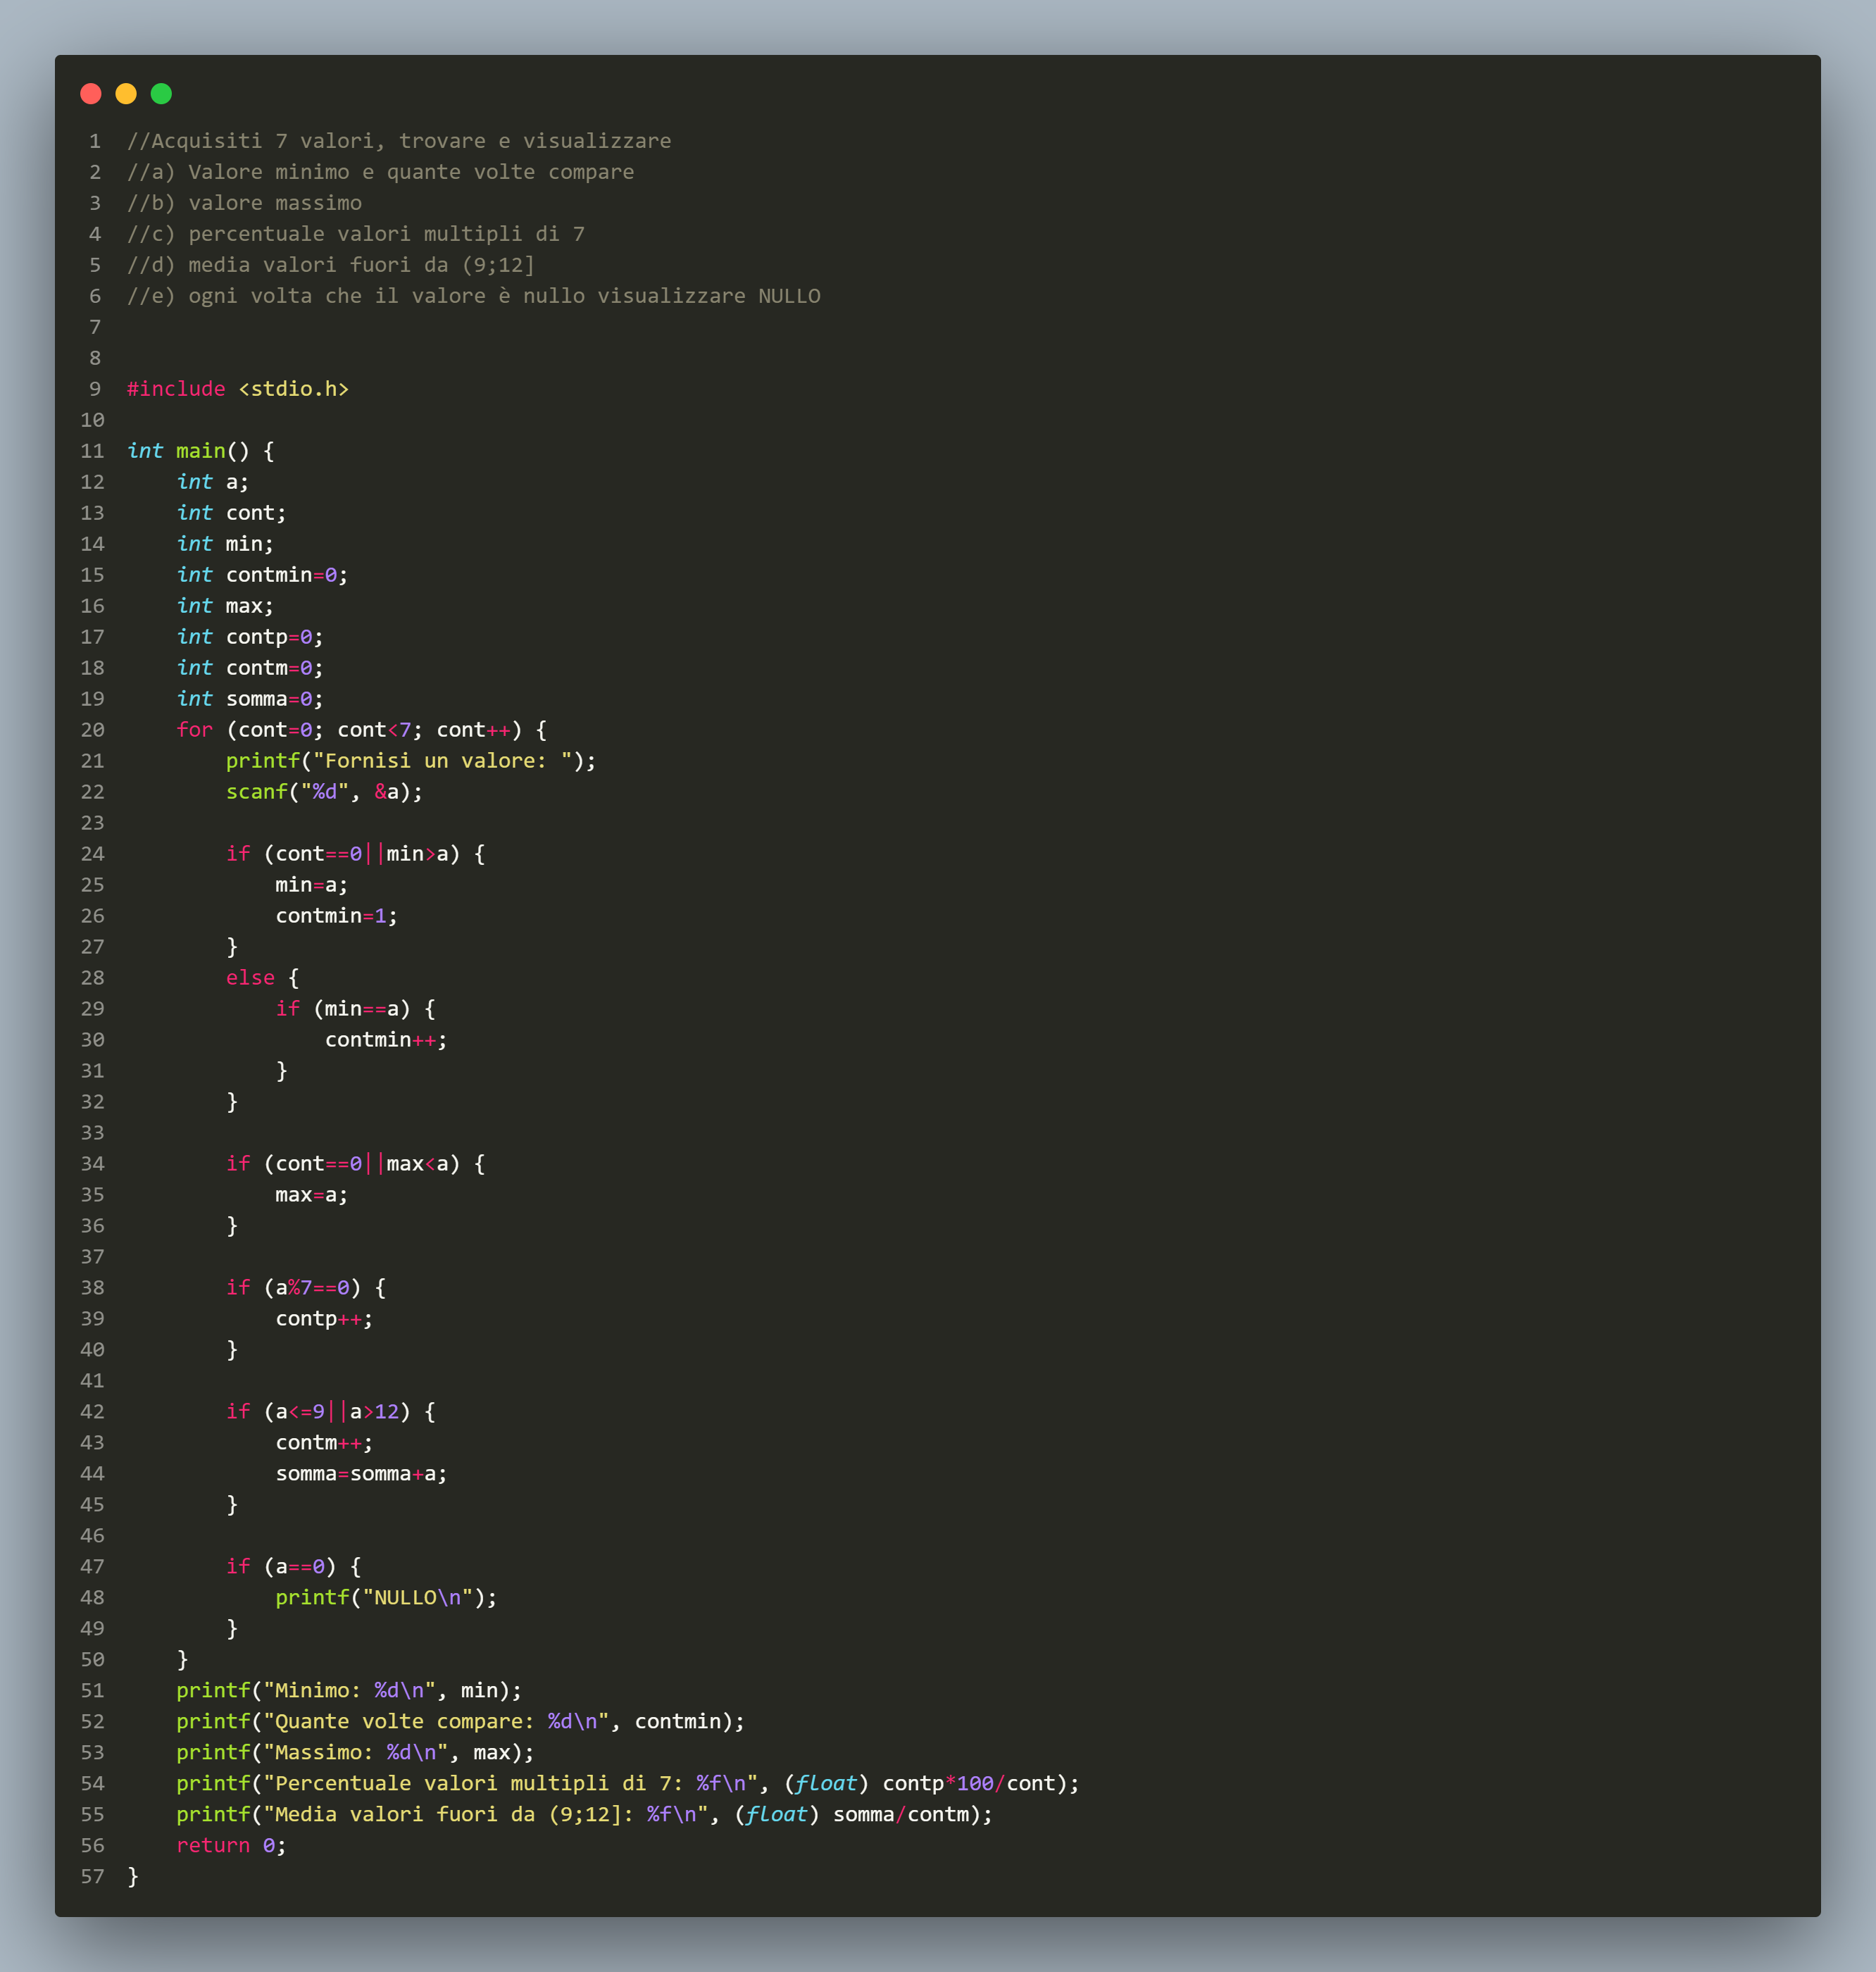 1 //Acquisiti 7 valori, trovare e visualizzare
2 //a) Valore minimo e quante volte compare
3 //b) valore massimo
4 //c) percentuale valori multipli di 7
5 //d) media valori fuori da (9;12]
6 //e) ogni volta che il valore è nullo visualizzare NULLO
7
8
9 #include <stdio.h>
10
11 int main() {
12     int a;
13     int cont;
14     int min;
15     int contmin=0;
16     int max;
17     int contp=0;
18     int contm=0;
19     int somma=0;
20     for (cont=0; cont<7; cont++) {
21         printf("Fornisi un valore: ");
22         scanf("%d", &a);
23
24         if (cont==0||min>a) {
25             min=a;
26             contmin=1;
27         }
28         else {
29             if (min==a) {
30                 contmin++;
31             }
32         }
33
34         if (cont==0||max<a) {
35             max=a;
36         }
37
38         if (a%7==0) {
39             contp++;
40         }
41
42         if (a<=9||a>12) {
43             contm++;
44             somma=somma+a;
45         }
46
47         if (a==0) {
48             printf("NULLO\n");
49         }
50     }
51     printf("Minimo: %d\n", min);
52     printf("Quante volte compare: %d\n", contmin);
53     printf("Massimo: %d\n", max);
54     printf("Percentuale valori multipli di 7: %f\n", (float) contp*100/cont);
55     printf("Media valori fuori da (9;12]: %f\n", (float) somma/contm);
56     return 0;
57 }